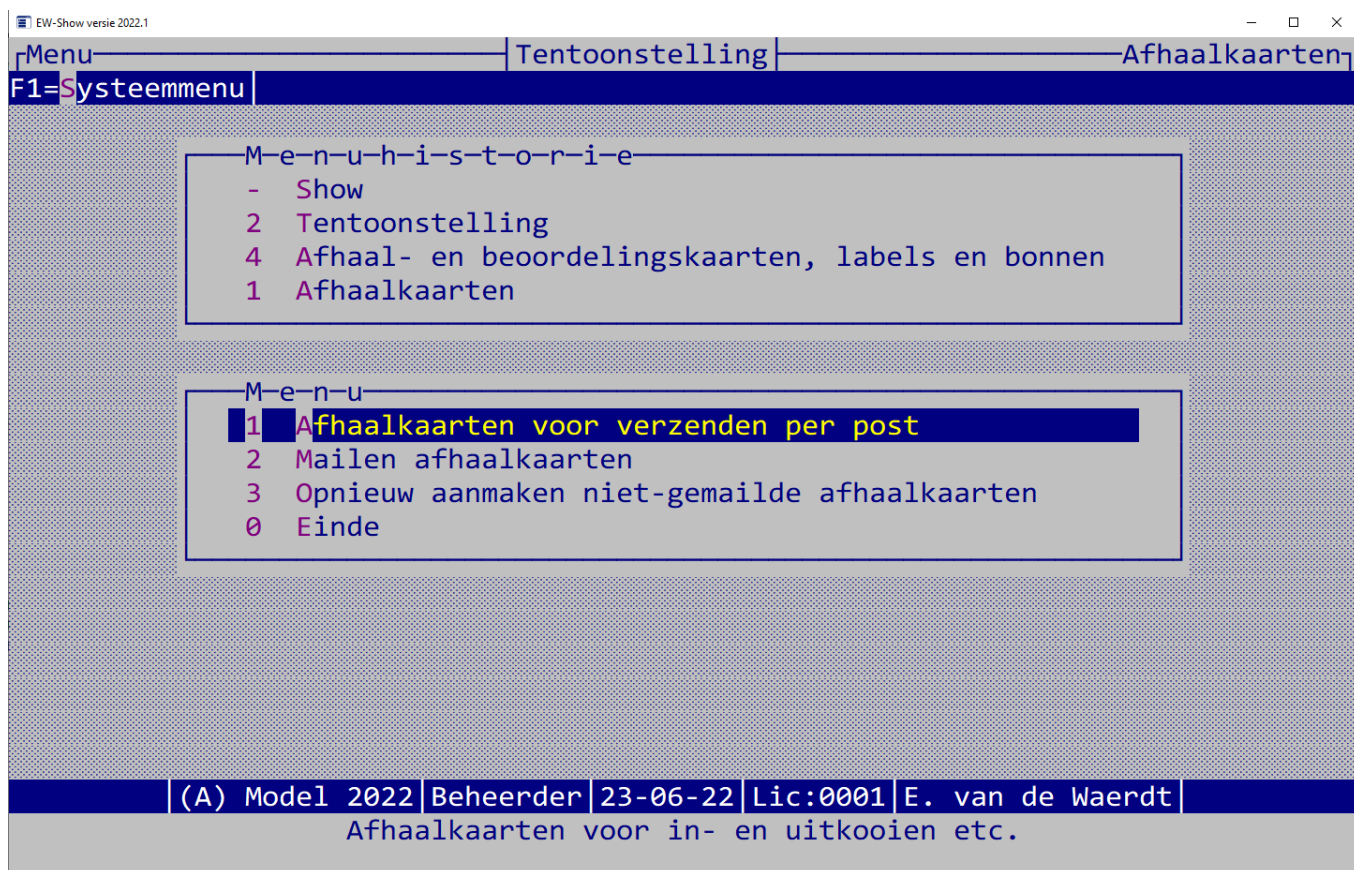 EW-Show versie 2022.1
Menu Tentoonstelling Afhaalkaarten
F1=Systeemmenu
M-e-n-u-h-i-s-t-o-r-i-e
- Show
2 Tentoonstelling
4 Afhaal- en beoordelingskaarten, labels en bonnen
1 Afhaalkaarten
M-e-n-u
1 Afhaalkaarten voor verzenden per post
2 Mailen afhaalkaarten
3 Opnieuw aanmaken niet-gemailde afhaalkaarten
0 Einde
(A) Model 2022|Beheerder|23-06-22|Lic:0001|E. van de Waerdt
Afhaalkaarten voor in- en uitkooien etc.